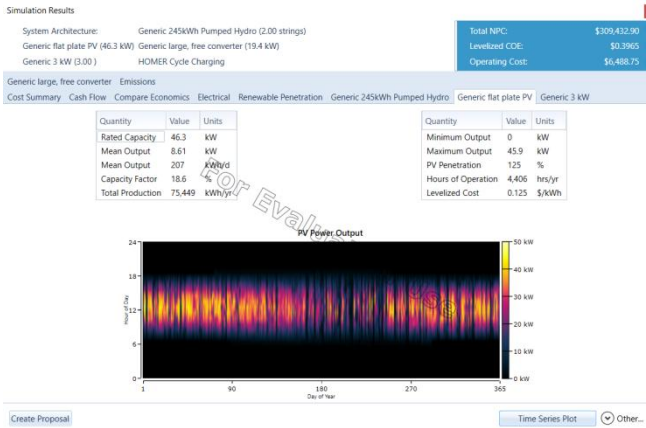 Simulation Results
System Architecture: Generic 245kWh Pumped Hydro (2.00 strings)
Generic flat plate PV (46.3 kW) Generic large, free converter (19.4 kW)
Generic 3 kW (3.00 ) HOMER Cycle Charging
Total NPC: $309,432.90
Levelized COE: $0.3965
Operating Cost: $6,488.75
Generic large, free converter Emissions
Cost Summary Cash Flow Compare Economics Electrical Renewable Penetration Generic 245kWh Pumped Hydro Generic flat plate PV Generic 3 kW
Quantity Value Units
Rated Capacity 46.3 kW
Mean Output 8.61 kW
Mean Output 207 kWh/d
Capacity Factor 18.6 %
Total Production 75,449 kWh/yr
Quantity Value Units
Minimum Output 0 kW
Maximum Output 45.9 kW
PV Penetration 125 %
Hours of Operation 4,406 hrs/yr
Levelized Cost 0.125 $/kWh
For
PV Power Output
Hour of Day
24
18
12
6
0
1 90 180 270 365
Day of Year
50 kW
40 kW
30 kW
20 kW
10 kW
0 kW
Create Proposal Time Series Plot Other...